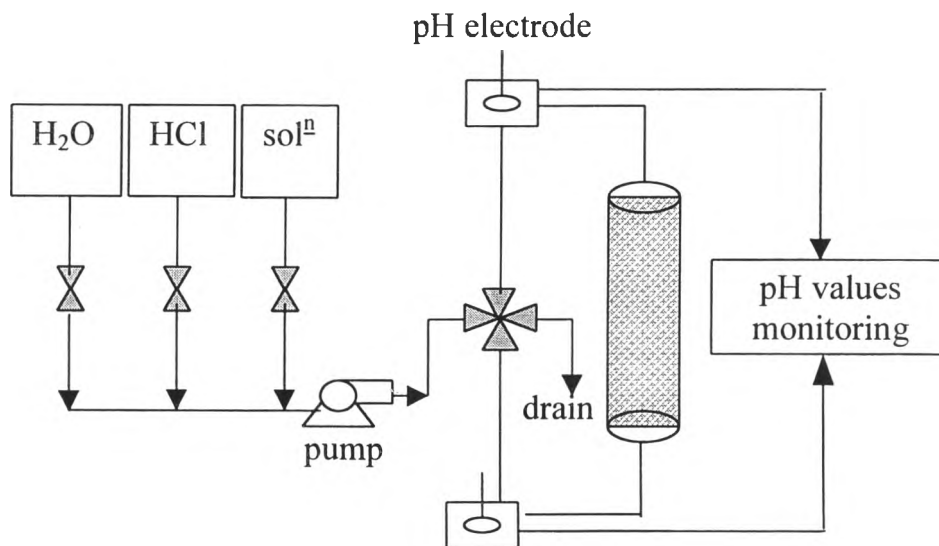 pH electrode
H₂O
HCl
solⁿ
pH values
monitoring
drain
pump